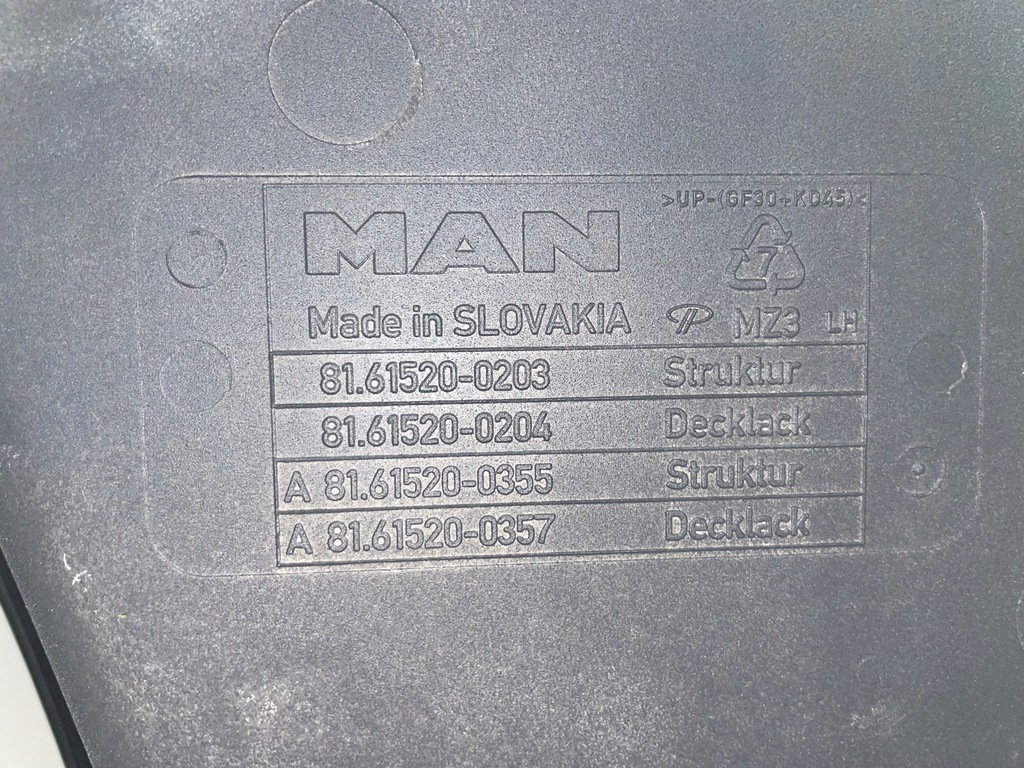 >UP-(GF30+KD45)<
MAN
7
Made in SLOVAKIA MZ3 LH
81.61520-0203 Struktur
81.61520-0204 Decklack
A 81.61520-0355 Struktur
A 81.61520-0357 Decklack